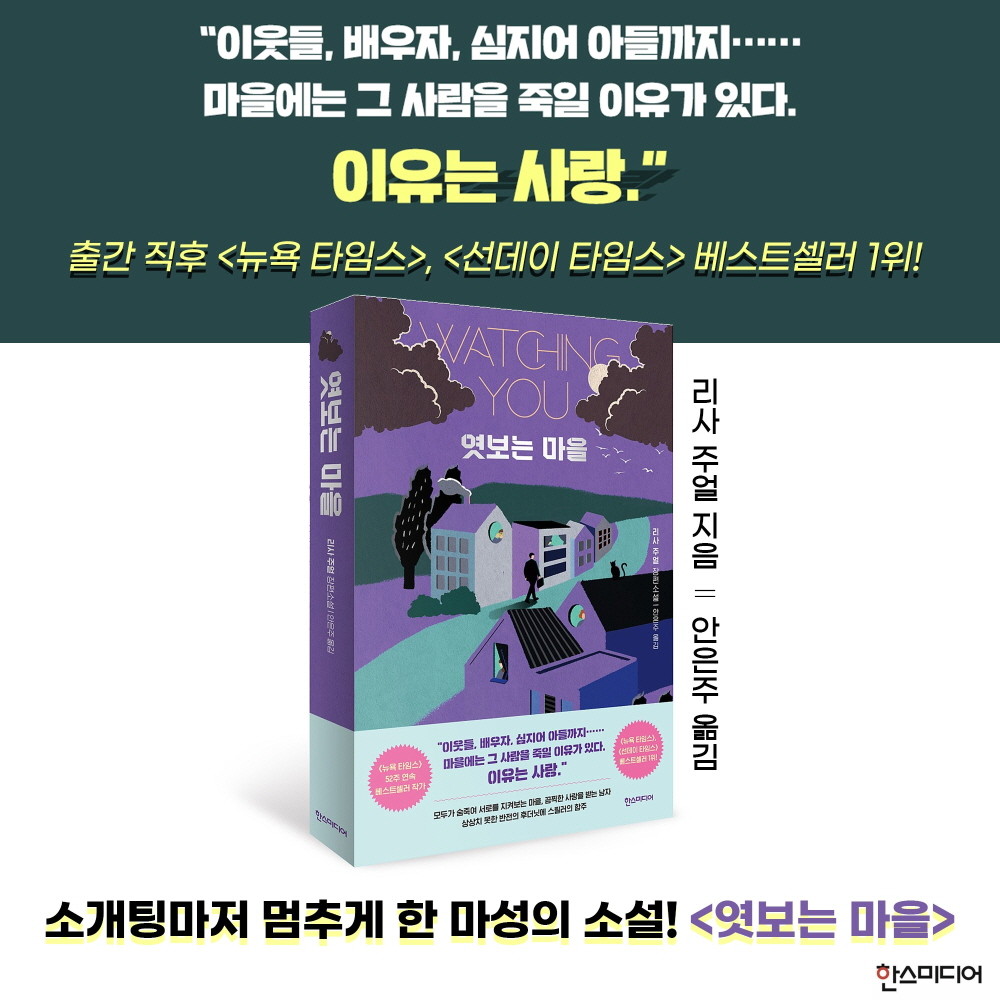 "이웃들, 배우자, 심지어 아들까지……
마을에는 그 사람을 죽일 이유가 있다.
이유는 사랑."
출간 직후 <뉴욕 타임스>, <선데이 타임스> 베스트셀러 1위!
WATCHING
YOU
엿보는 마을
리사 주얼 장편소설 | 안은주 옮김
엿보는 마을
리사 주얼 장편소설 | 안은주 옮김
한스미디어
"이웃들, 배우자, 심지어 아들까지……
마을에는 그 사람을 죽일 이유가 있다.
이유는 사랑."
<뉴욕 타임스>
52주 연속
베스트셀러 작가
<뉴욕 타임스>,
<선데이 타임스>
베스트셀러 1위!
모두가 숨죽여 서로를 지켜보는 마을, 끔찍한 사랑을 받는 남자
상상치 못한 반전의 후더닛에 스릴러의 합주
한스미디어
리사 주얼 지음 = 안은주 옮김
소개팅마저 멈추게 한 마성의 소설! <엿보는 마을>
한스미디어